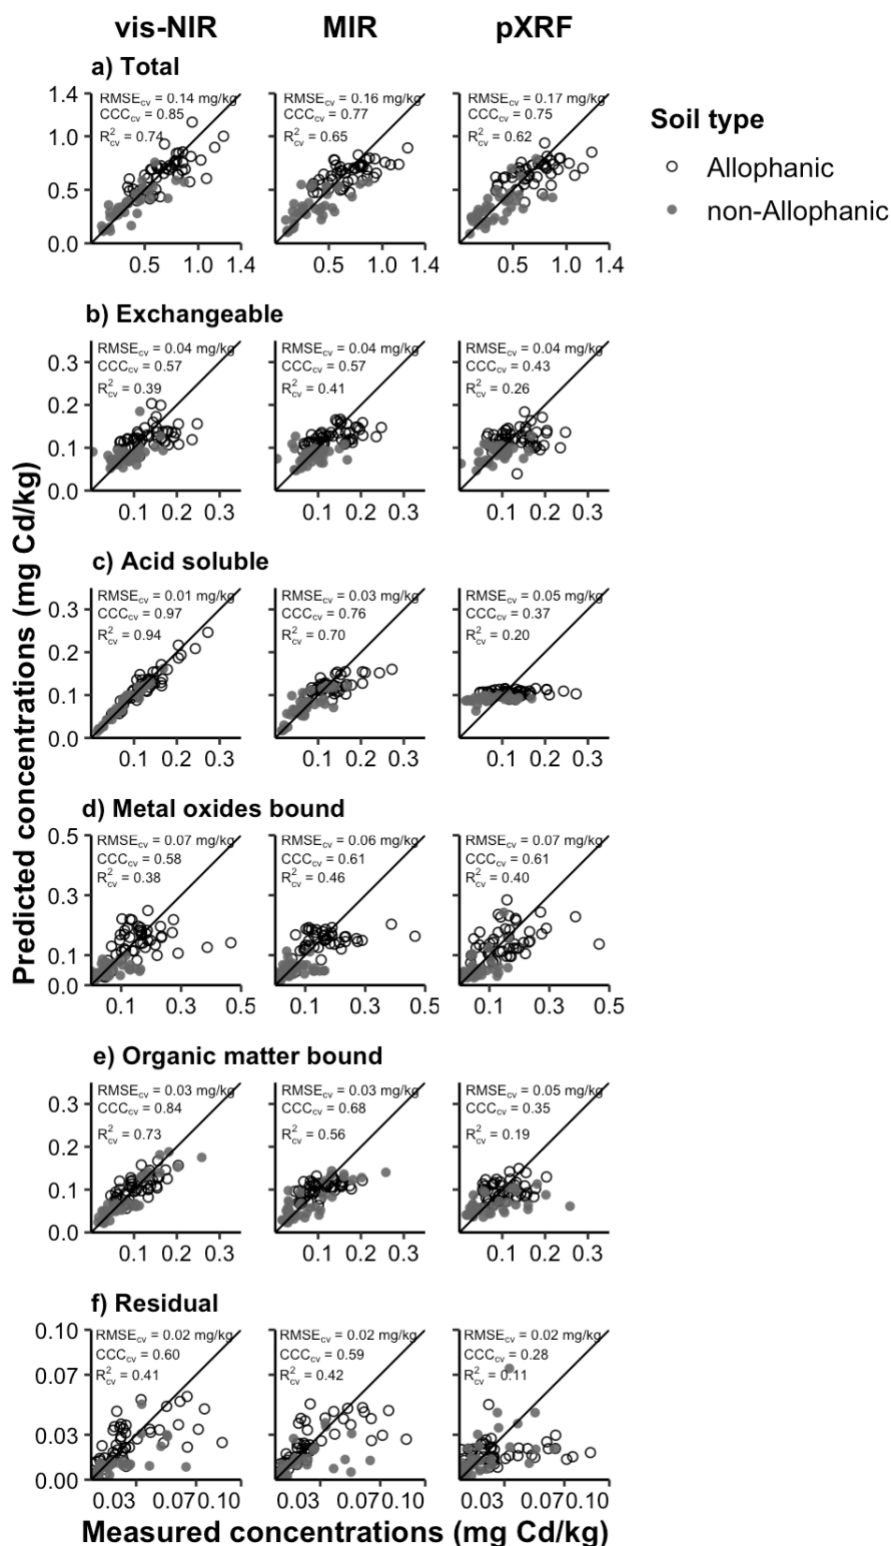 vis-NIR MIR pXRF
a) Total
RMSEcv = 0.14 mg/kg
CCCcv = 0.85
R²cv = 0.74
RMSEcv = 0.16 mg/kg
CCCcv = 0.77
R²cv = 0.65
RMSEcv = 0.17 mg/kg
CCCcv = 0.75
R²cv = 0.62
1.4
1.0
0.5
0.0
0.5 1.0 1.4 0.5 1.0 1.4 0.5 1.0 1.4
Soil type
Allophanic
non-Allophanic
b) Exchangeable
RMSEcv = 0.04 mg/kg
CCCcv = 0.57
R²cv = 0.39
RMSEcv = 0.04 mg/kg
CCCcv = 0.57
R²cv = 0.41
RMSEcv = 0.04 mg/kg
CCCcv = 0.43
R²cv = 0.26
0.3
0.2
0.1
0.0
0.1 0.2 0.3 0.1 0.2 0.3 0.1 0.2 0.3
c) Acid soluble
RMSEcv = 0.01 mg/kg
CCCcv = 0.97
R²cv = 0.94
RMSEcv = 0.03 mg/kg
CCCcv = 0.76
R²cv = 0.70
RMSEcv = 0.05 mg/kg
CCCcv = 0.37
R²cv = 0.20
0.3
0.2
0.1
0.0
0.1 0.2 0.3 0.1 0.2 0.3 0.1 0.2 0.3
d) Metal oxides bound
RMSEcv = 0.07 mg/kg
CCCcv = 0.58
R²cv = 0.38
RMSEcv = 0.06 mg/kg
CCCcv = 0.61
R²cv = 0.46
RMSEcv = 0.07 mg/kg
CCCcv = 0.61
R²cv = 0.40
0.5
0.3
0.1
0.0
0.1 0.3 0.5 0.1 0.3 0.5 0.1 0.3 0.5
e) Organic matter bound
RMSEcv = 0.03 mg/kg
CCCcv = 0.84
R²cv = 0.73
RMSEcv = 0.03 mg/kg
CCCcv = 0.68
R²cv = 0.56
RMSEcv = 0.05 mg/kg
CCCcv = 0.35
R²cv = 0.19
0.3
0.2
0.1
0.0
0.1 0.2 0.3 0.1 0.2 0.3 0.1 0.2 0.3
f) Residual
RMSEcv = 0.02 mg/kg
CCCcv = 0.60
R²cv = 0.41
RMSEcv = 0.02 mg/kg
CCCcv = 0.59
R²cv = 0.42
RMSEcv = 0.02 mg/kg
CCCcv = 0.28
R²cv = 0.11
0.10
0.07
0.03
0.00
0.03 0.07 0.10 0.03 0.07 0.10 0.03 0.07 0.10
Predicted concentrations (mg Cd/kg)
Measured concentrations (mg Cd/kg)